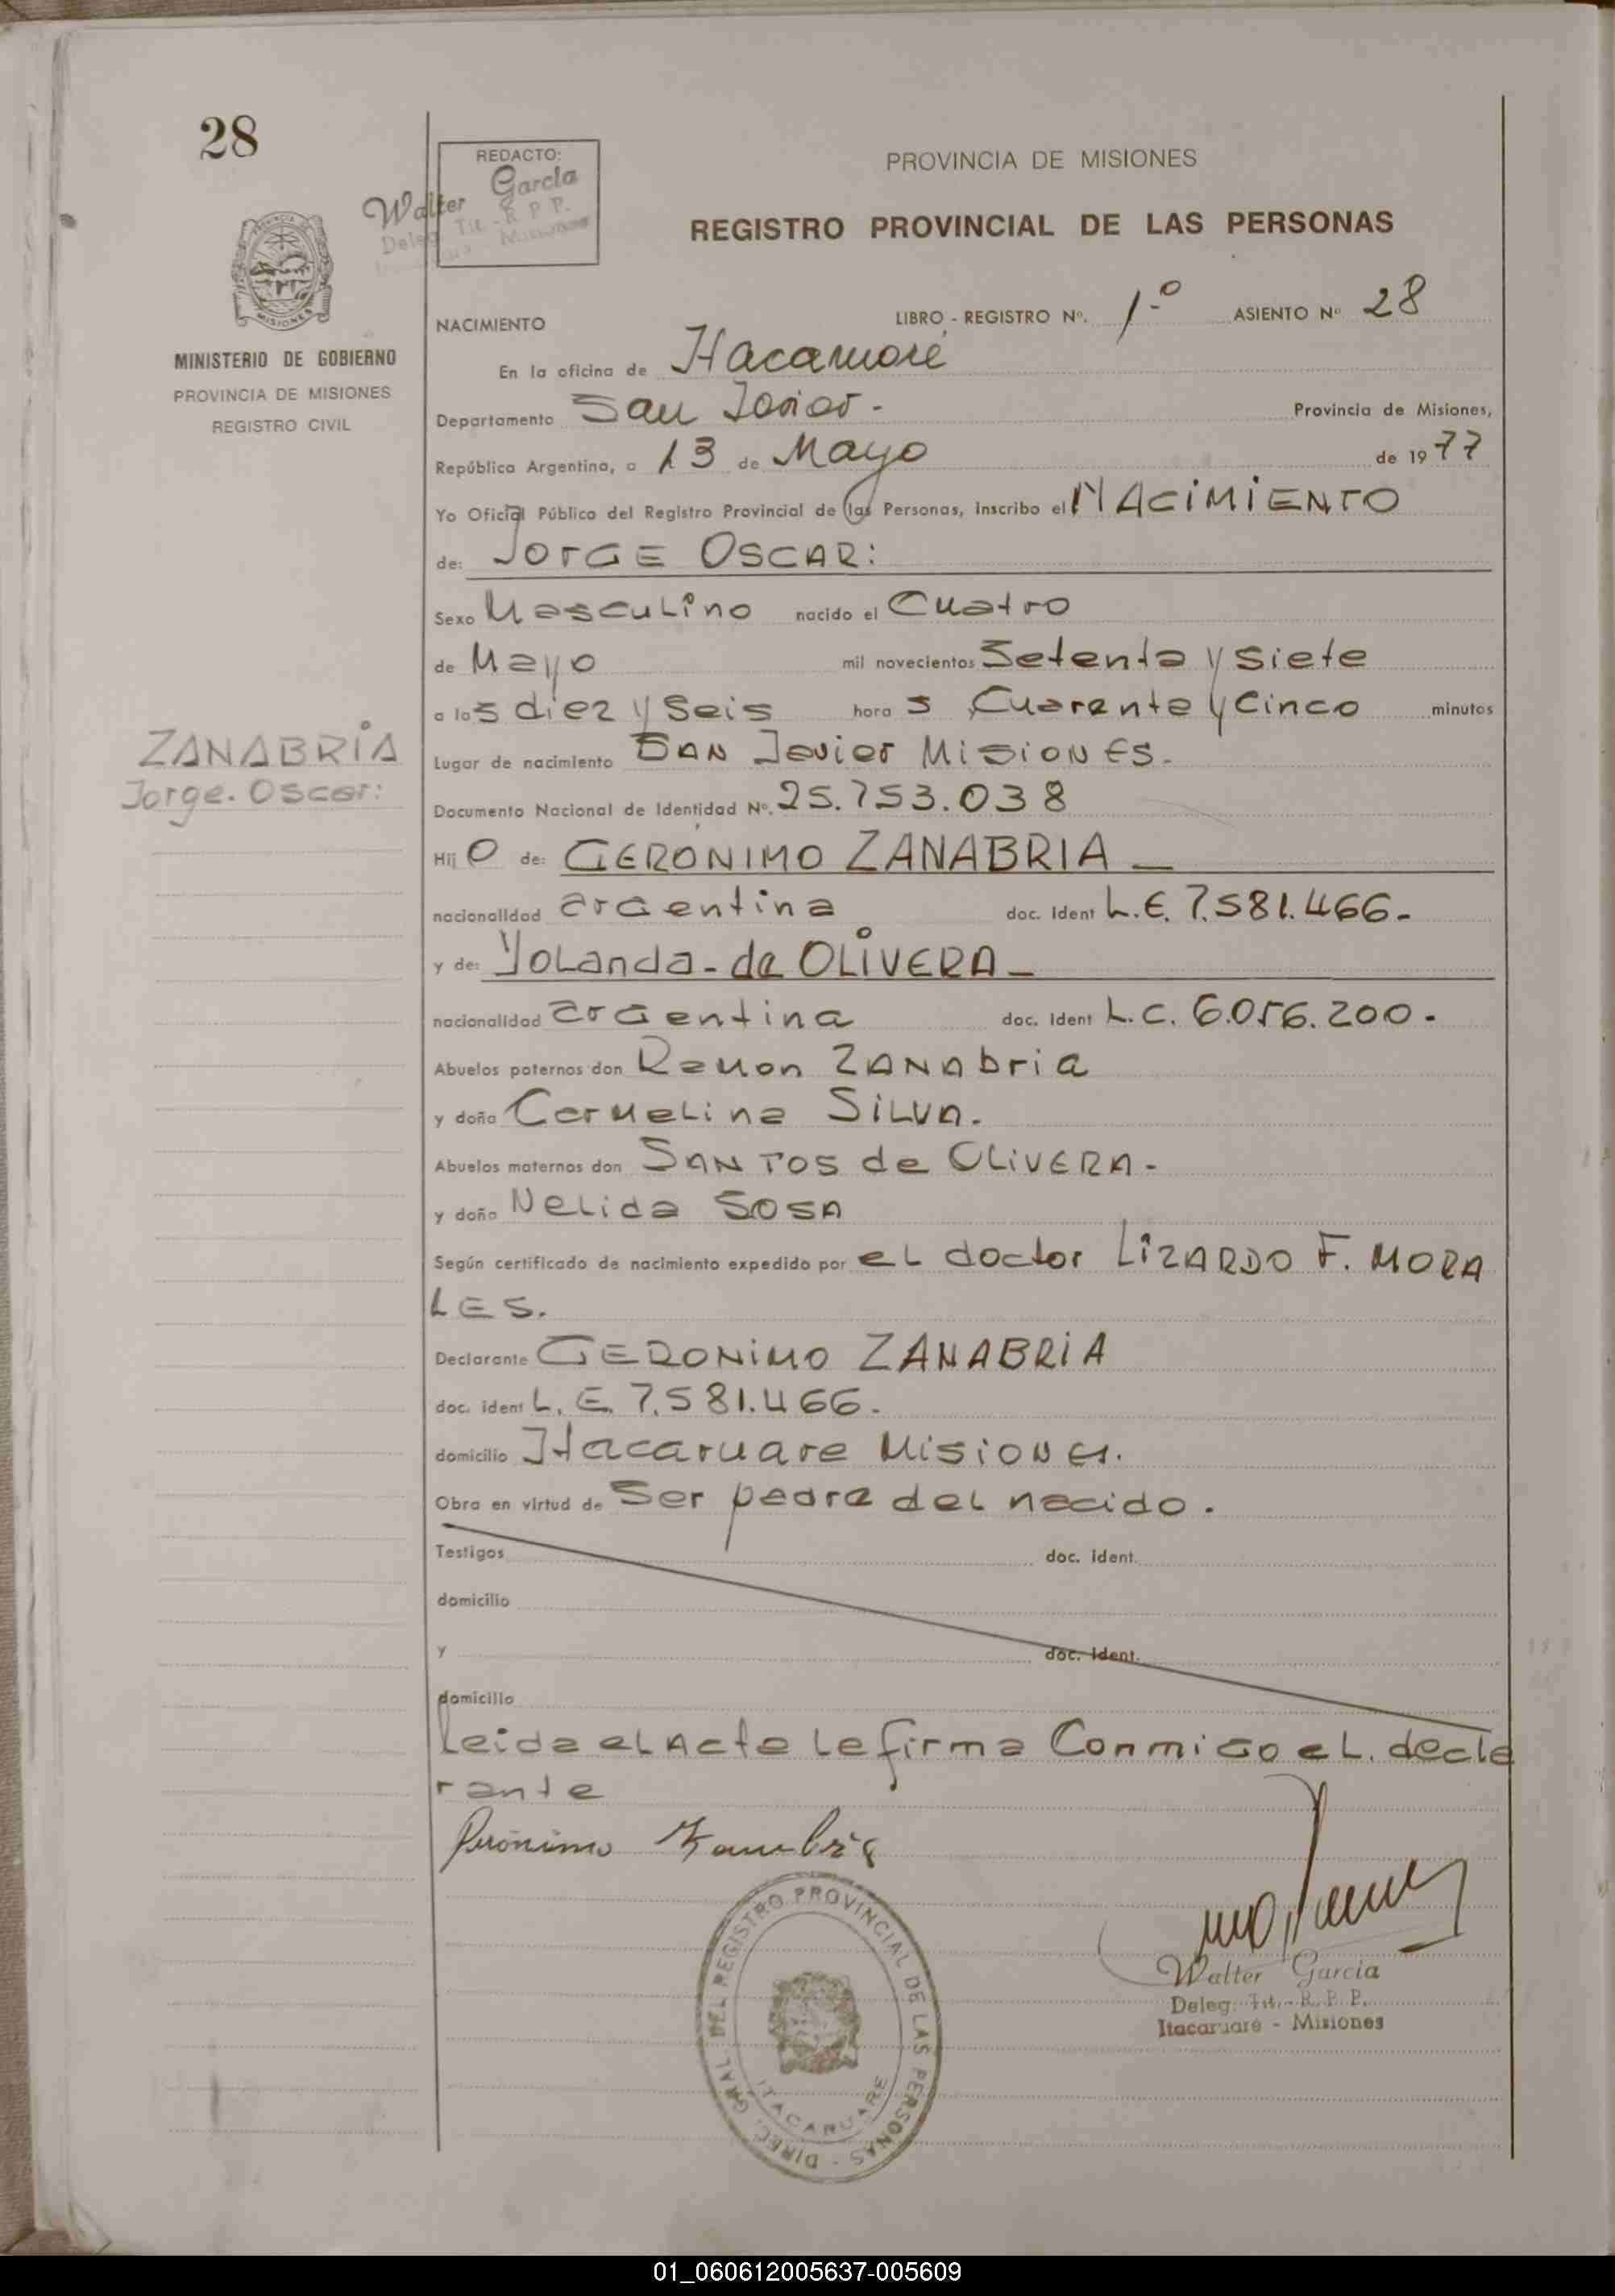 28
REDACTO:
Walter García
Deleg. Tit. - R. P. P.
Misiones
PROVINCIA DE MISIONES
REGISTRO PROVINCIAL DE LAS PERSONAS
MINISTERIO DE GOBIERNO
PROVINCIA DE MISIONES
REGISTRO CIVIL
NACIMIENTO LIBRO - REGISTRO Nº. 1-º ASIENTO Nº 28
En la oficina de Itacaruaré
Departamento San Javier - Provincia de Misiones,
República Argentina, a 13 de Mayo de 1977
Yo Oficial Público del Registro Provincial de las Personas, inscribo el NACIMIENTO
de: JORGE OSCAR:
Sexo Masculino nacido el Cuatro
de Mayo mil novecientos Setenta y Siete
a las diez y seis horas Cuarenta y Cinco minutos
ZANABRIA
Jorge. Oscar:
Lugar de nacimiento SAN Javier MISIONES.
Documento Nacional de Identidad Nº. 25.753.038
Hijo de: GERONIMO ZANABRIA -
nacionalidad argentina doc. Ident L.E. 7.581.466-
y de: Yolanda - de OLIVERA -
nacionalidad argentina doc. Ident L.C. 6.056.200.
Abuelos paternos don Ramon ZANAbria
y doña Carmelina SILVA.
Abuelos maternos don SANTOS de OLIVERA -
y doña Nelida SOSA
Según certificado de nacimiento expedido por el doctor LIZARDO F. MORA
LES.
Declarante GERONIMO ZANABRIA
doc. ident L.E. 7.581.466.
domicilio Itacaruare Misiones.
Obra en virtud de Ser padre del nacido.
Testigos doc. ident.
domicilio
y doc. ident.
domicilio
Leida el Acta le firma Conmigo el. decla
rante
Gerónimo Zanabria
DIREC. GRAL. DEL REGISTRO PROVINCIAL DE LAS PERSONAS -
ITACARUARE
Walter García
Deleg. Tit. - R. P. P.
Itacaruaré - Misiones
01_060612005637-005609